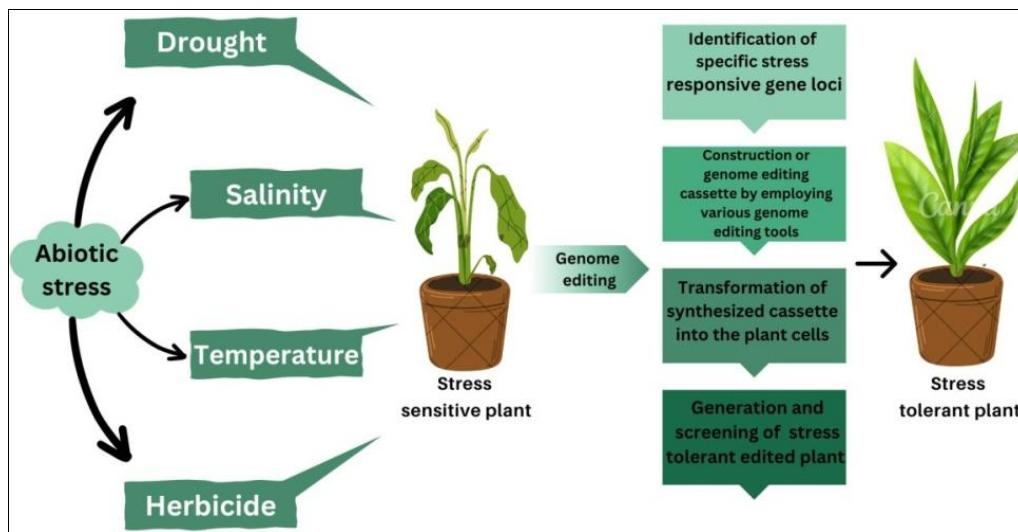 Drought
Salinity
Abiotic
stress
Temperature
Herbicide
Stress
sensitive plant
Genome
editing
Identification of
specific stress
responsive gene loci
Construction or
genome editing
cassette by employing
various genome
editing tools
Transformation of
synthesized cassette
into the plant cells
Generation and
screening of stress
tolerant edited plant
Stress
tolerant plant